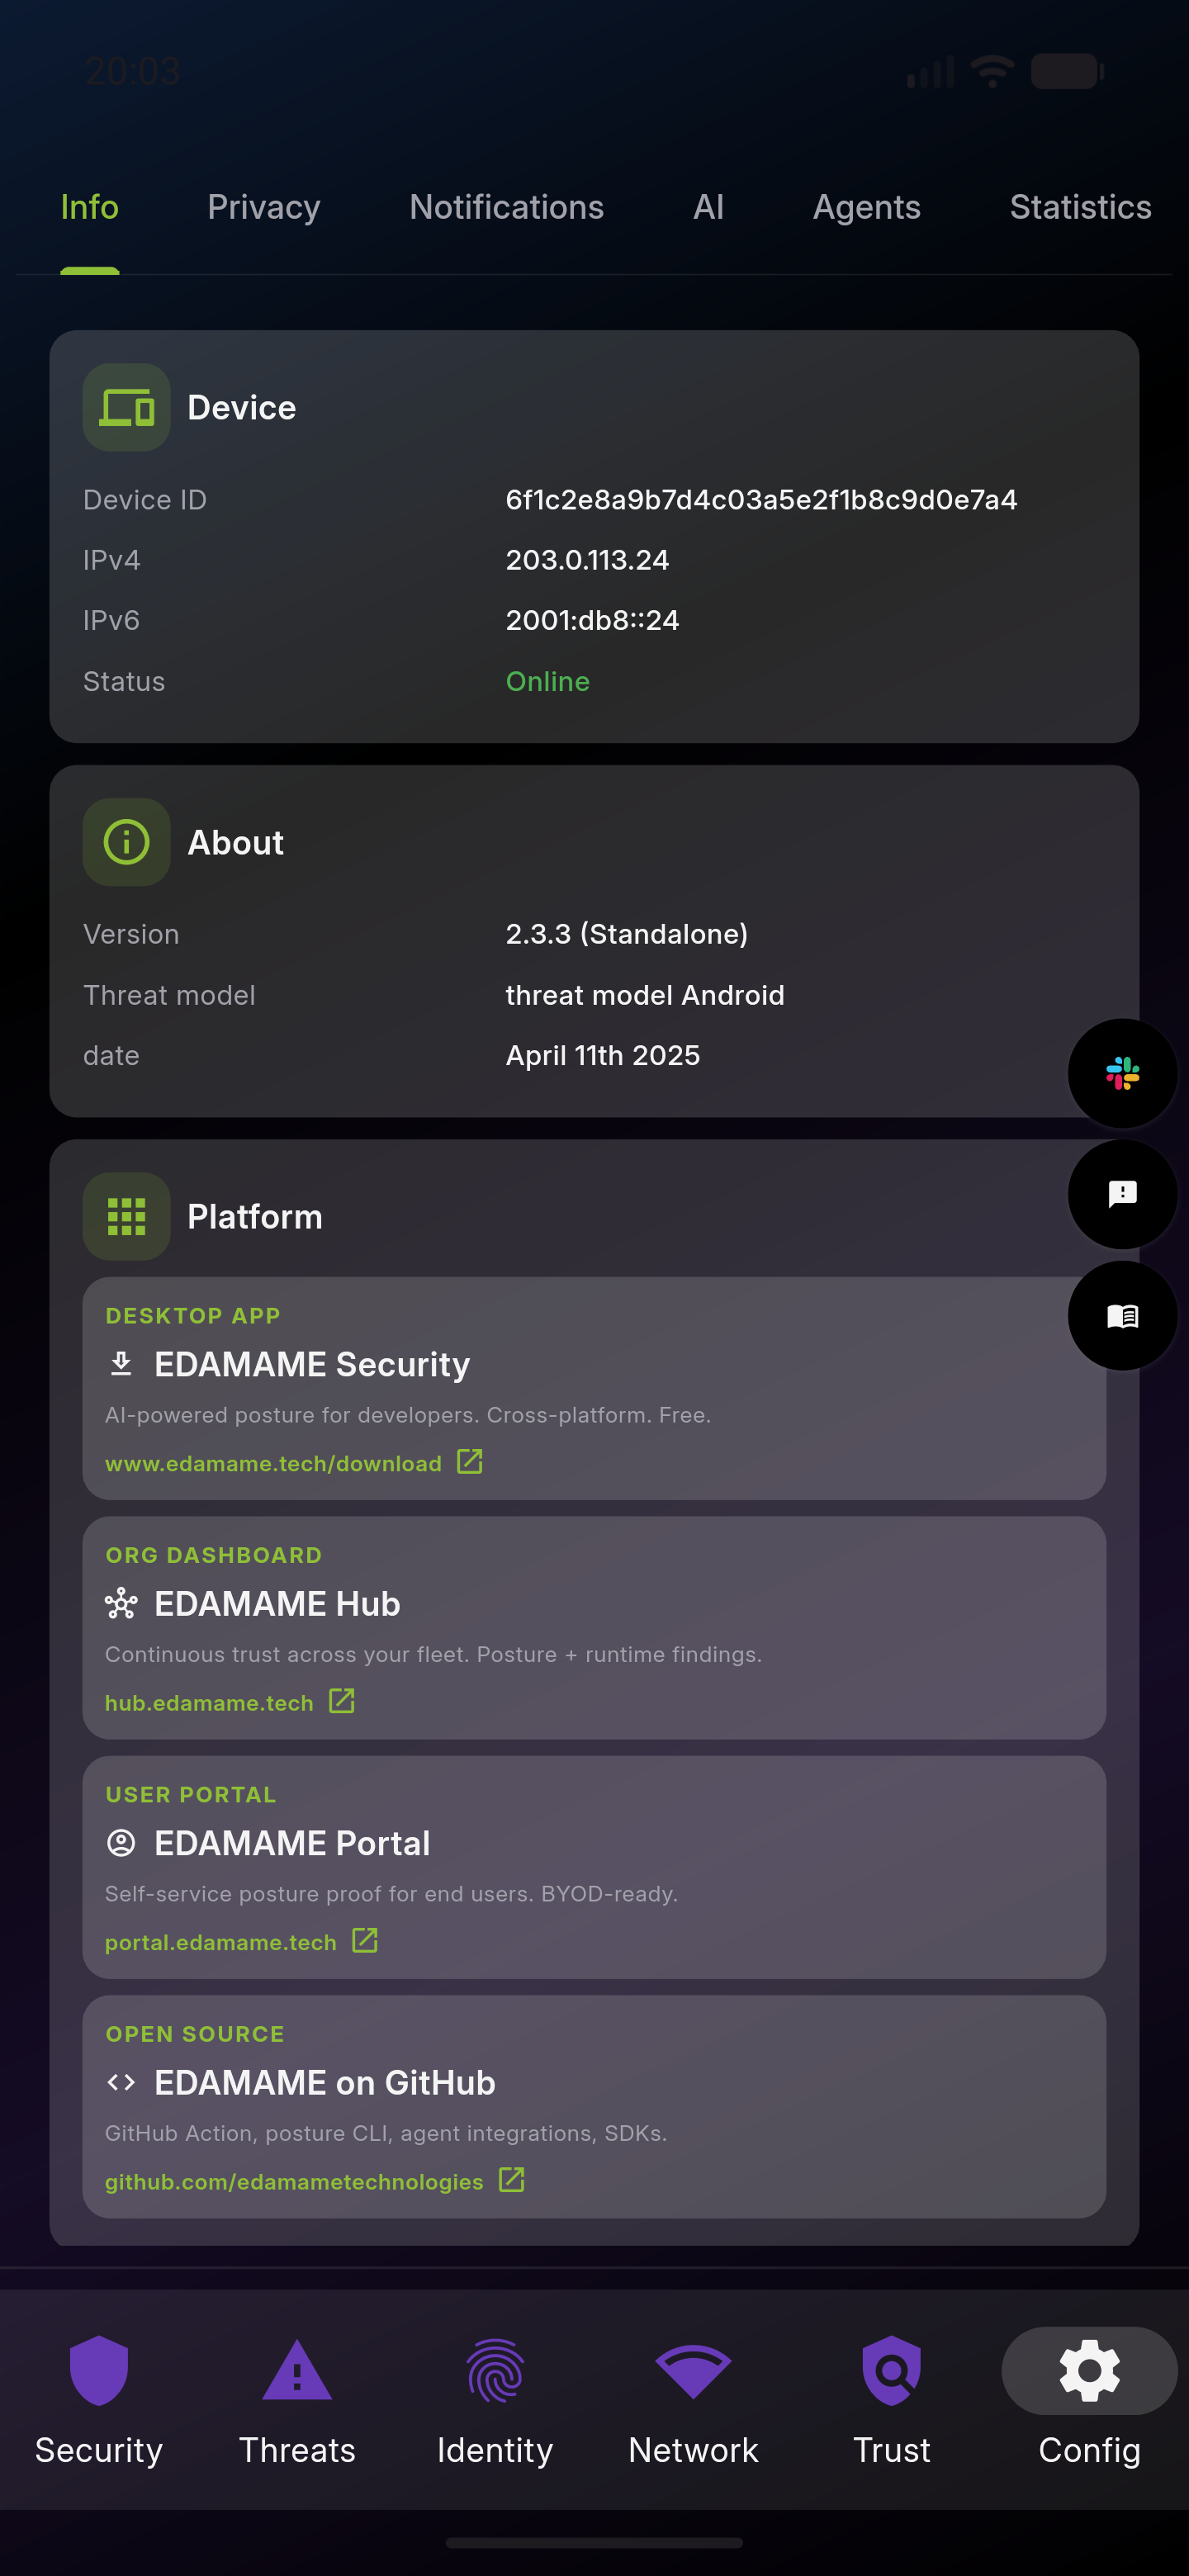 20:03
Info Privacy Notifications AI Agents Statistics
Device
Device ID 6f1c2e8a9b7d4c03a5e2f1b8c9d0e7a4
IPv4 203.0.113.24
IPv6 2001:db8::24
Status Online
About
Version 2.3.3 (Standalone)
Threat model threat model Android
date April 11th 2025
Platform
DESKTOP APP
EDAMAME Security
AI-powered posture for developers. Cross-platform. Free.
www.edamame.tech/download
ORG DASHBOARD
EDAMAME Hub
Continuous trust across your fleet. Posture + runtime findings.
hub.edamame.tech
USER PORTAL
EDAMAME Portal
Self-service posture proof for end users. BYOD-ready.
portal.edamame.tech
OPEN SOURCE
EDAMAME on GitHub
GitHub Action, posture CLI, agent integrations, SDKs.
github.com/edamametechnologies
Security Threats Identity Network Trust Config